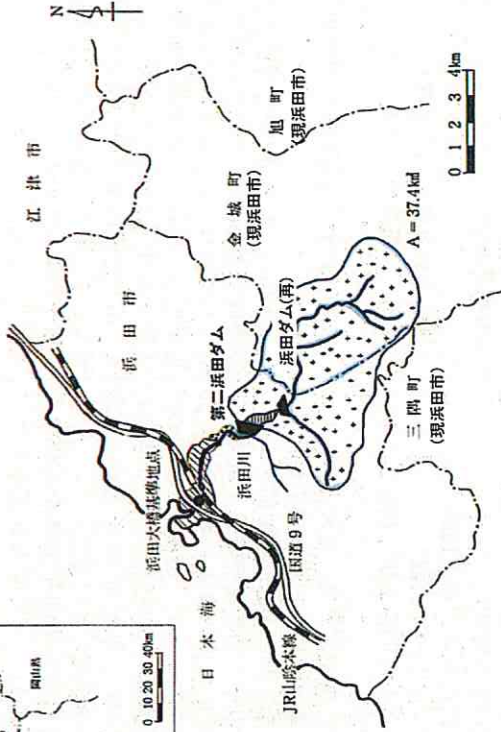 N
江津市
浜田市
金城町
(現浜田市)
旭町
(現浜田市)
第二浜田ダム
浜田ダム(再)
浜田大橋基準地点
浜田川
国道9号
日本海
JR山陰本線
三隅町
(現浜田市)
A=37.4km²
0 1 2 3 4km
岡山県
0 10 20 30 40km